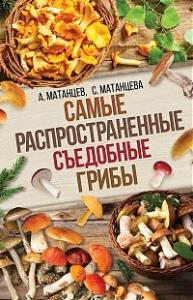 А. МАТАНЦЕВ, С. МАТАНЦЕВА
САМЫЕ
РАСПРОСТРАНЕННЫЕ
СЪЕДОБНЫЕ
ГРИБЫ